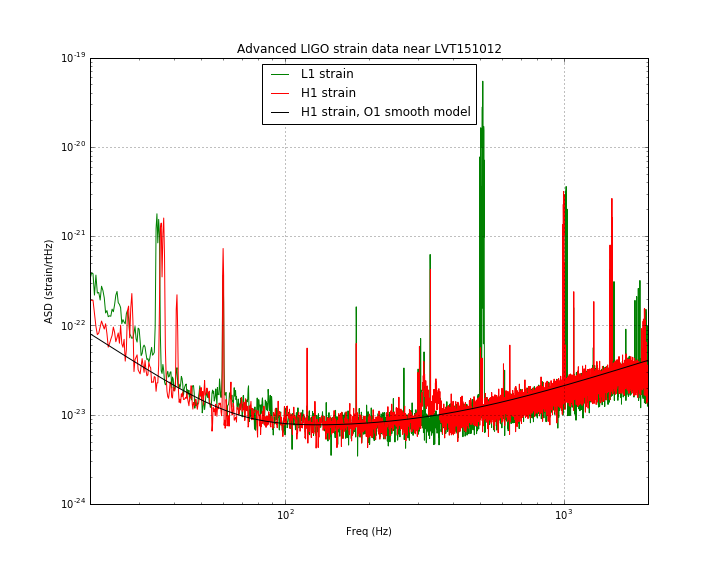 Advanced LIGO strain data near LVT151012
L1 strain
H1 strain
H1 strain, O1 smooth model
10^-19
10^-20
10^-21
10^-22
10^-23
10^-24
ASD (strain/rtHz)
10^2
10^3
Freq (Hz)